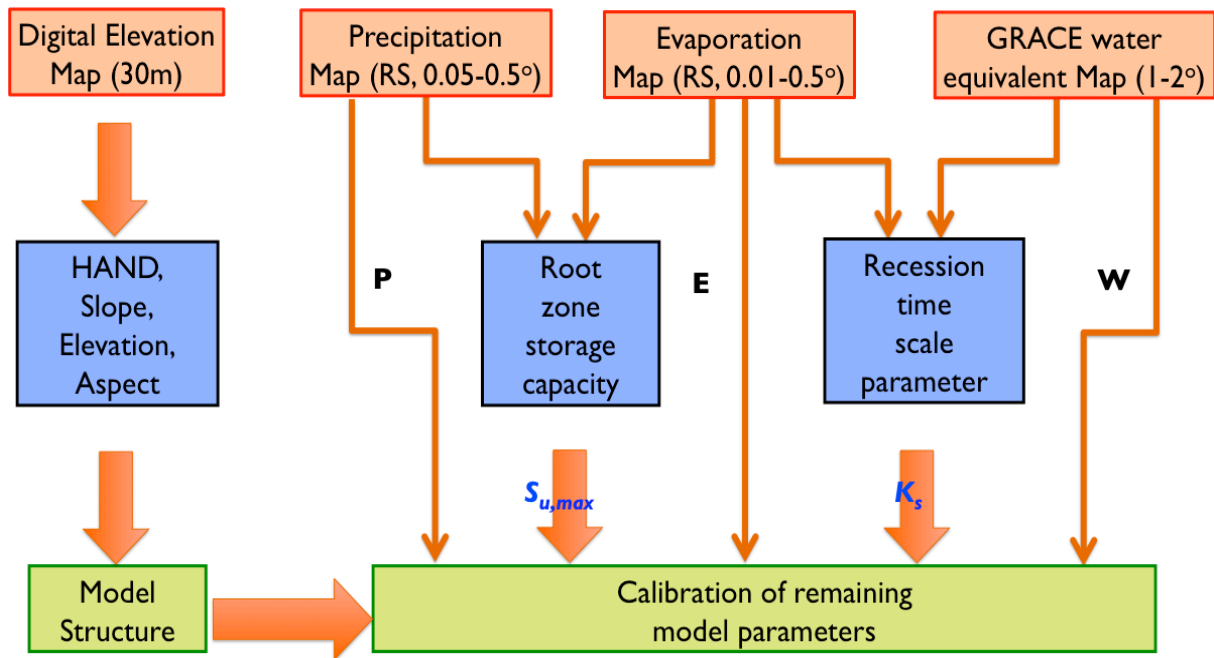 Digital Elevation
Map (30m)
Precipitation
Map (RS, 0.05-0.5°)
Evaporation
Map (RS, 0.01-0.5°)
GRACE water
equivalent Map (1-2°)
HAND,
Slope,
Elevation,
Aspect
P
Root
zone
storage
capacity
E
Recession
time
scale
parameter
W
Su,max
Ks
Model
Structure
Calibration of remaining
model parameters